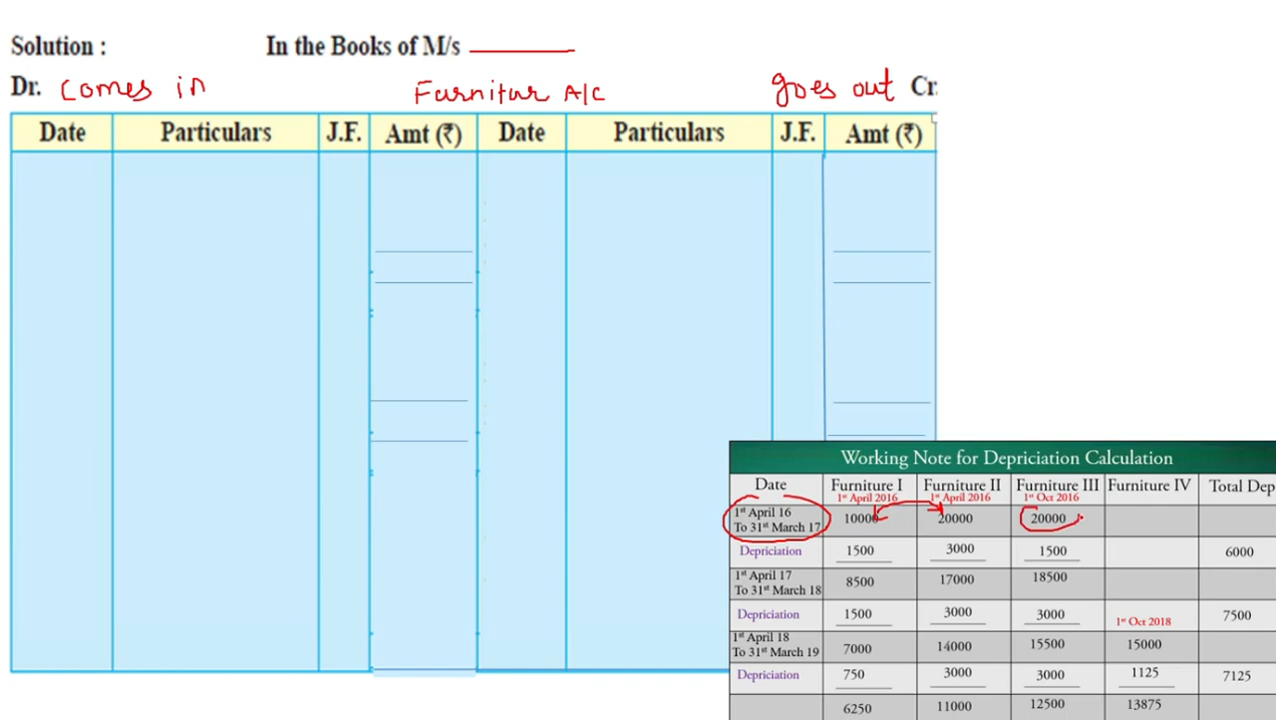 Solution : In the Books of M/s
Dr. Comes in Furnitur A/C goes out Cr.
Date Particulars J.F. Amt (₹) Date Particulars J.F. Amt (₹)
Working Note for Depriciation Calculation
Date Furniture I Furniture II Furniture III Furniture IV Total Dep
1st April 2016 1st April 2016 1st Oct 2016
1st April 16
To 31st March 17 10000 20000 20000
Depriciation 1500 3000 1500 6000
1st April 17
To 31st March 18 8500 17000 18500
Depriciation 1500 3000 3000 7500
1st Oct 2018
1st April 18
To 31st March 19 7000 14000 15500 15000
Depriciation 750 3000 3000 1125 7125
6250 11000 12500 13875